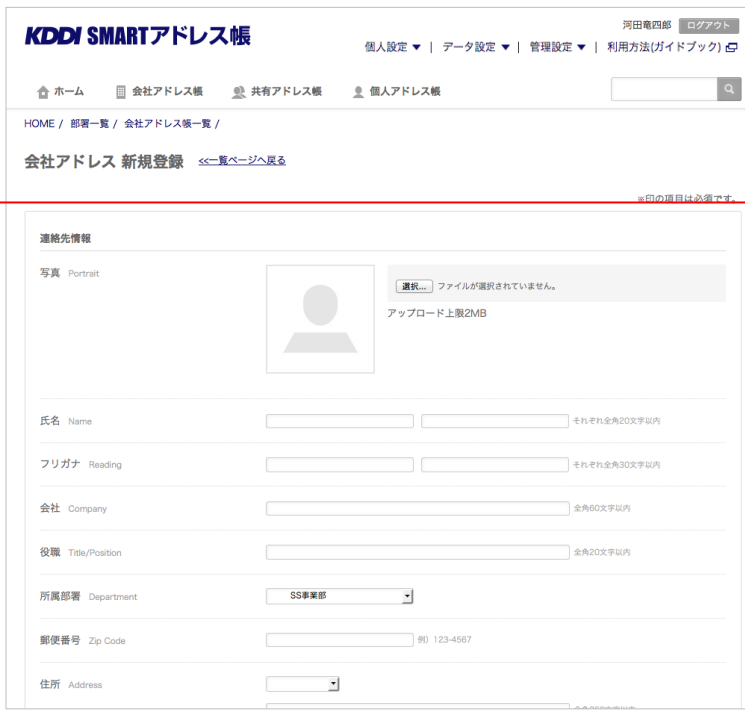 KDDI SMARTアドレス帳
河田竜四郎 ログアウト
個人設定 ▼ | データ設定 ▼ | 管理設定 ▼ | 利用方法(ガイドブック)
ホーム 会社アドレス帳 共有アドレス帳 個人アドレス帳
HOME / 部署一覧 / 会社アドレス帳一覧 /
会社アドレス 新規登録 <<一覧ページへ戻る
※印の項目は必須です。
連絡先情報
写真 Portrait
選択... ファイルが選択されていません。
アップロード上限2MB
氏名 Name それぞれ全角20文字以内
フリガナ Reading それぞれ全角30文字以内
会社 Company 全角60文字以内
役職 Title/Position 全角20文字以内
所属部署 Department SS事業部
郵便番号 Zip Code 例）123-4567
住所 Address